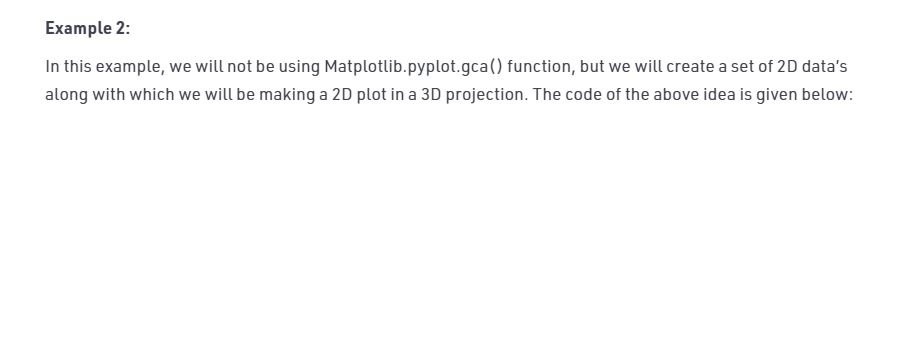 Example 2:
In this example, we will not be using Matplotlib.pyplot.gca() function, but we will create a set of 2D data's
along with which we will be making a 2D plot in a 3D projection. The code of the above idea is given below: